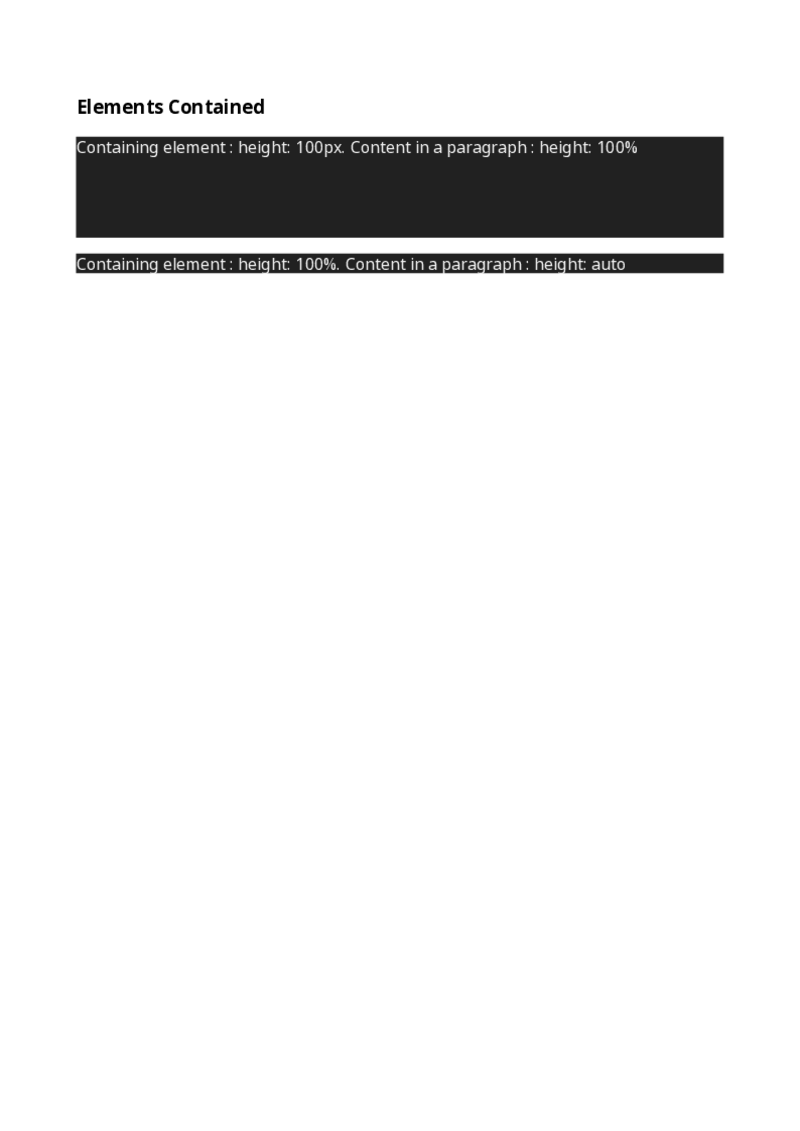 Elements Contained
Containing element : height: 100px. Content in a paragraph : height: 100%
Containing element : height: 100%. Content in a paragraph : height: auto